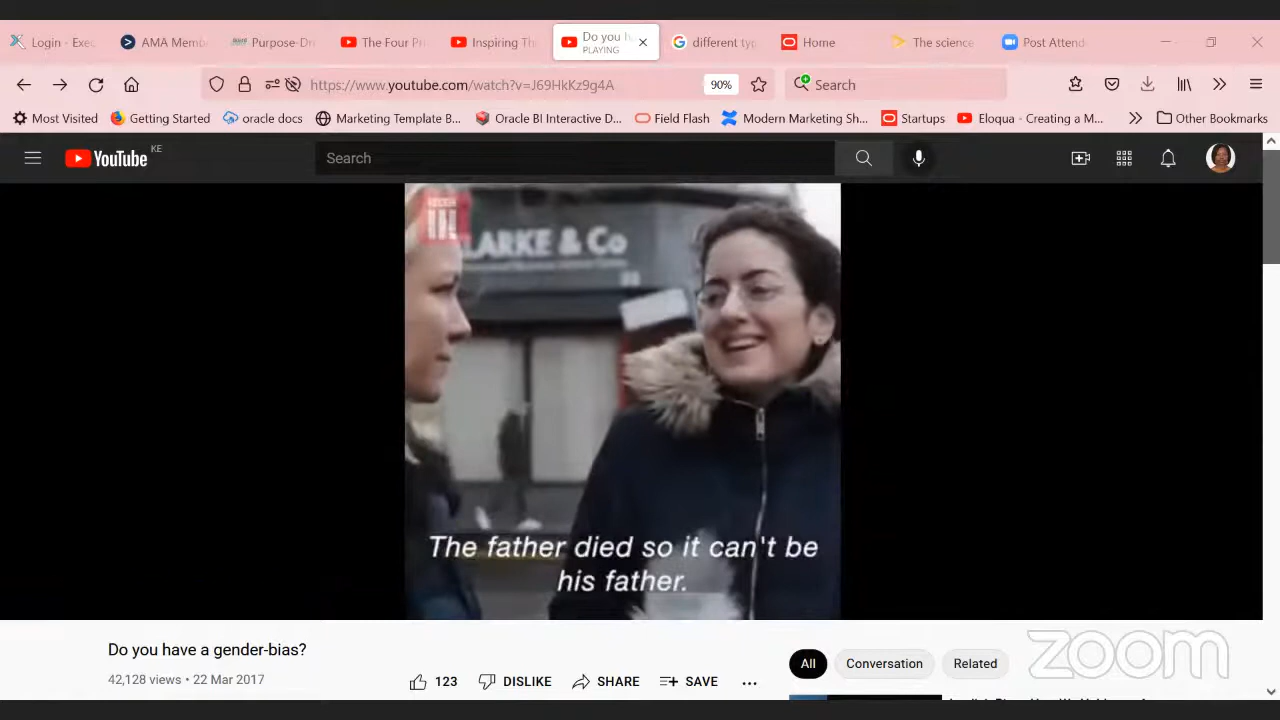 Login - Exec
AMA Memb
Purpose-Dri
The Four Pr
Inspiring Th
Do you h
PLAYING
different typ
Home
The science
Post Attend
https://www.youtube.com/watch?v=J69HkKz9g4A
90%
Search
Most Visited
Getting Started
oracle docs
Marketing Template B...
Oracle BI Interactive D...
Field Flash
Modern Marketing Sh...
Startups
Eloqua - Creating a M...
Other Bookmarks
YouTube KE
Search
LARKE & Co
The father died so it can't be
his father.
Do you have a gender-bias?
42,128 views • 22 Mar 2017
123
DISLIKE
SHARE
SAVE
All
Conversation
Related
zoom